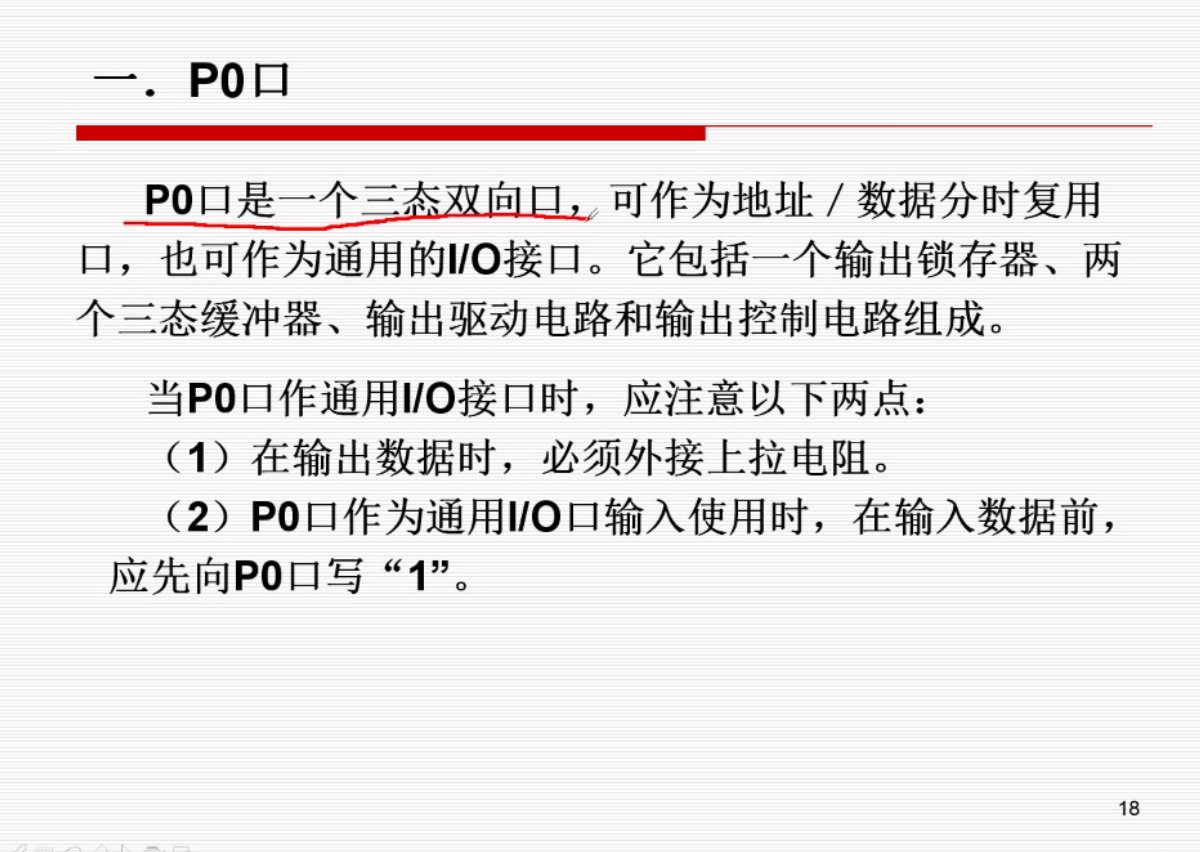 一．P0口
P0口是一个三态双向口，可作为地址／数据分时复用
口，也可作为通用的I/O接口。它包括一个输出锁存器、两
个三态缓冲器、输出驱动电路和输出控制电路组成。
当P0口作通用I/O接口时，应注意以下两点：
（1）在输出数据时，必须外接上拉电阻。
（2）P0口作为通用I/O口输入使用时，在输入数据前，
应先向P0口写“1”。
18